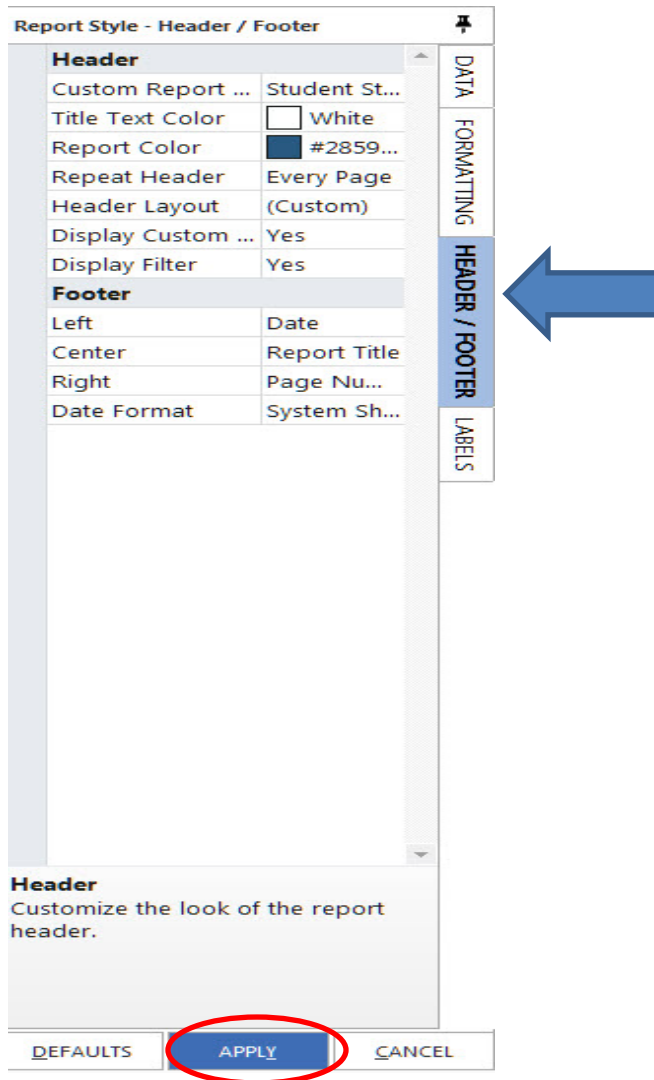 Report Style - Header / Footer
Header
Custom Report ... Student St...
Title Text Color White
Report Color #2859...
Repeat Header Every Page
Header Layout (Custom)
Display Custom ... Yes
Display Filter Yes
Footer
Left Date
Center Report Title
Right Page Nu...
Date Format System Sh...
DATA
FORMATTING
HEADER / FOOTER
LABELS
Header
Customize the look of the report
header.
DEFAULTS APPLY CANCEL